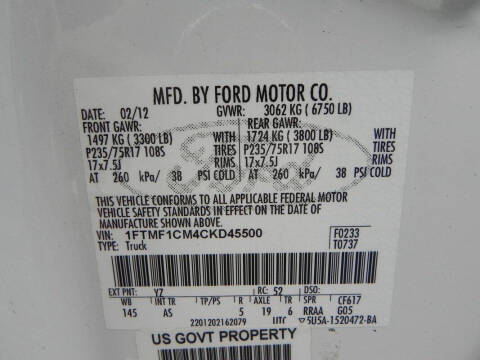 MFD. BY FORD MOTOR CO.
DATE: 02/12 GVWR: 3062 KG ( 6750 LB)
FRONT GAWR: REAR GAWR:
1497 KG ( 3300 LB) WITH 1724 KG ( 3800 LB) WITH
P235/75R17 108S TIRES P235/75R17 108S TIRES
17x7.5J RIMS 17x7.5J RIMS
AT 260 kPa/ 38 PSI COLD AT 260 kPa/ 38 PSI COLD
Ford
THIS VEHICLE CONFORMS TO ALL APPLICABLE FEDERAL MOTOR
VEHICLE SAFETY STANDARDS IN EFFECT ON THE DATE OF
MANUFACTURE SHOWN ABOVE.
VIN: 1FTMF1CM4CKD45500 F0233
TYPE: Truck T0737
EXT PNT: YZ RC: 52 DSO:
WB INT TR TP/PS R AXLE TR SPR CF617
145 AS 5 19 6 RRAA G05
2201202162079 UTC 5U5A-1520472-BA
US GOVT PROPERTY